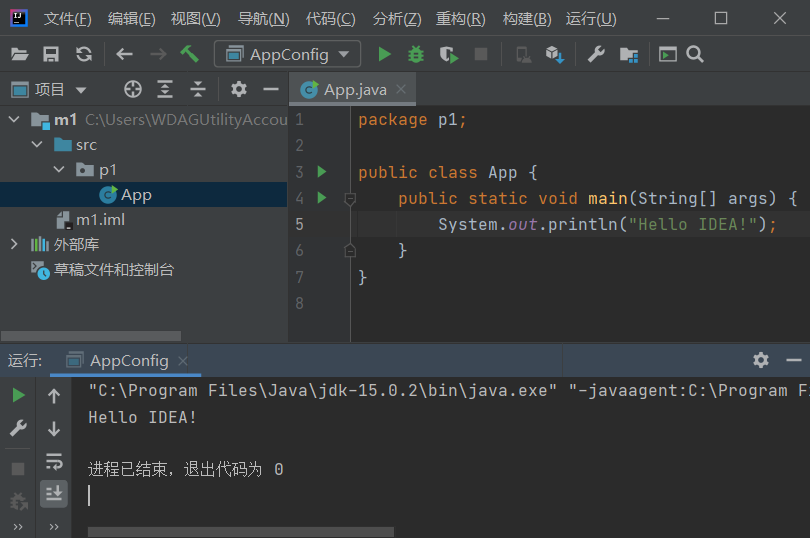 文件(F) 编辑(E) 视图(V) 导航(N) 代码(C) 分析(Z) 重构(R) 构建(B) 运行(U)
AppConfig
项目
App.java
m1 C:\Users\WDAGUtilityAccou
src
p1
App
m1.iml
外部库
草稿文件和控制台
1 package p1;
2
3 public class App {
4 public static void main(String[] args) {
5 System.out.println("Hello IDEA!");
6 }
7 }
8
运行: AppConfig
"C:\Program Files\Java\jdk-15.0.2\bin\java.exe" "-javaagent:C:\Program F
Hello IDEA!
进程已结束，退出代码为 0